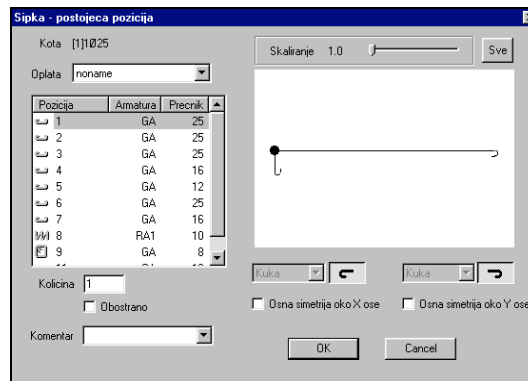 Sipka - postojeca pozicija
Kota [1]1Ø25
Oplata noname
Skaliranje 1.0
Sve
Pozicija Armatura Precnik
1 GA 25
2 GA 25
3 GA 25
4 GA 16
5 GA 12
6 GA 25
7 GA 16
8 RA1 10
9 GA 8
Kolicina 1
Obostrano
Komentar
Kuka
Kuka
Osna simetrija oko X ose
Osna simetrija oko Y ose
OK
Cancel